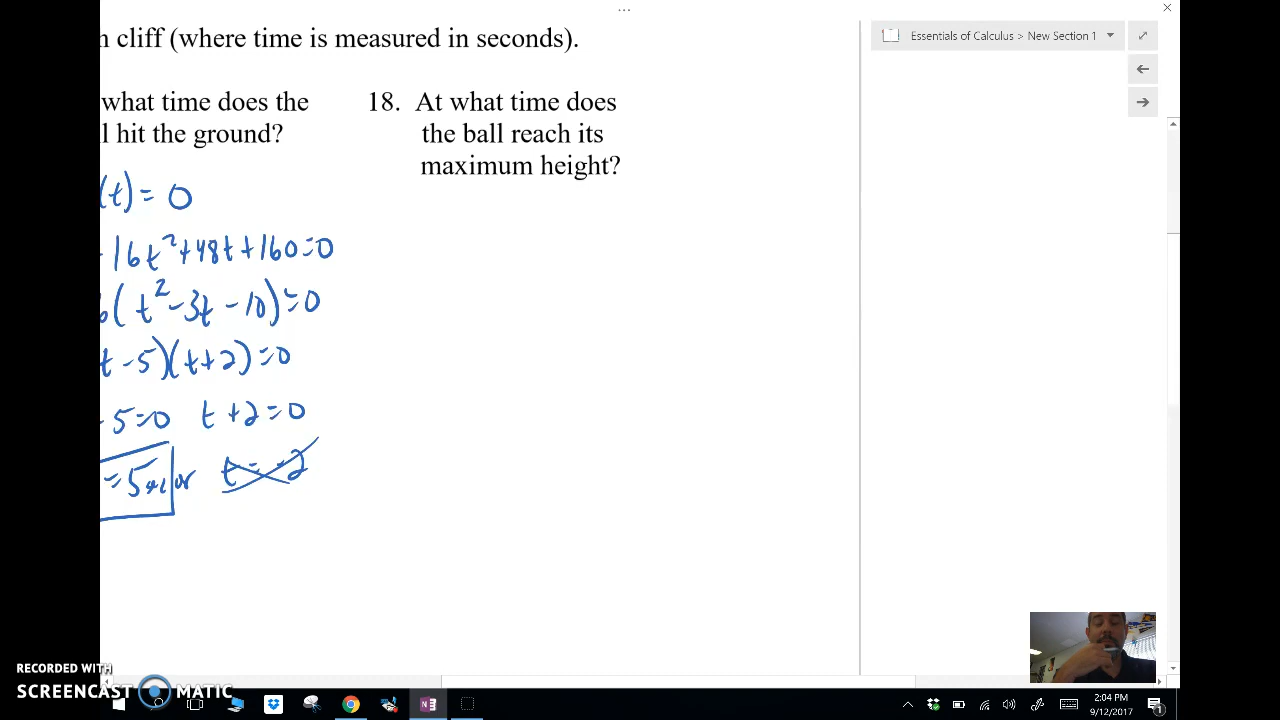 n cliff (where time is measured in seconds).
what time does the
l hit the ground?
18. At what time does
the ball reach its
maximum height?
(t) = 0
-16t²+48t+160=0
6(t²-3t-10)=0
t-5)(t+2)=0
-5=0 t+2=0
=5sec or t=-2
Essentials of Calculus > New Section 1
RECORDED WITH
SCREENCAST MATIC
2:04 PM
9/12/2017